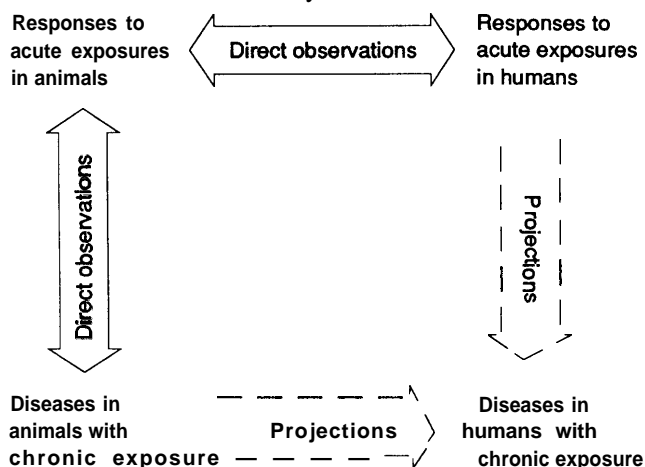 Responses to
acute exposures
in animals
Direct observations
Responses to
acute exposures
in humans
Direct observations
Projections
Diseases in
animals with
chronic exposure
Projections
Diseases in
humans with
chronic exposure